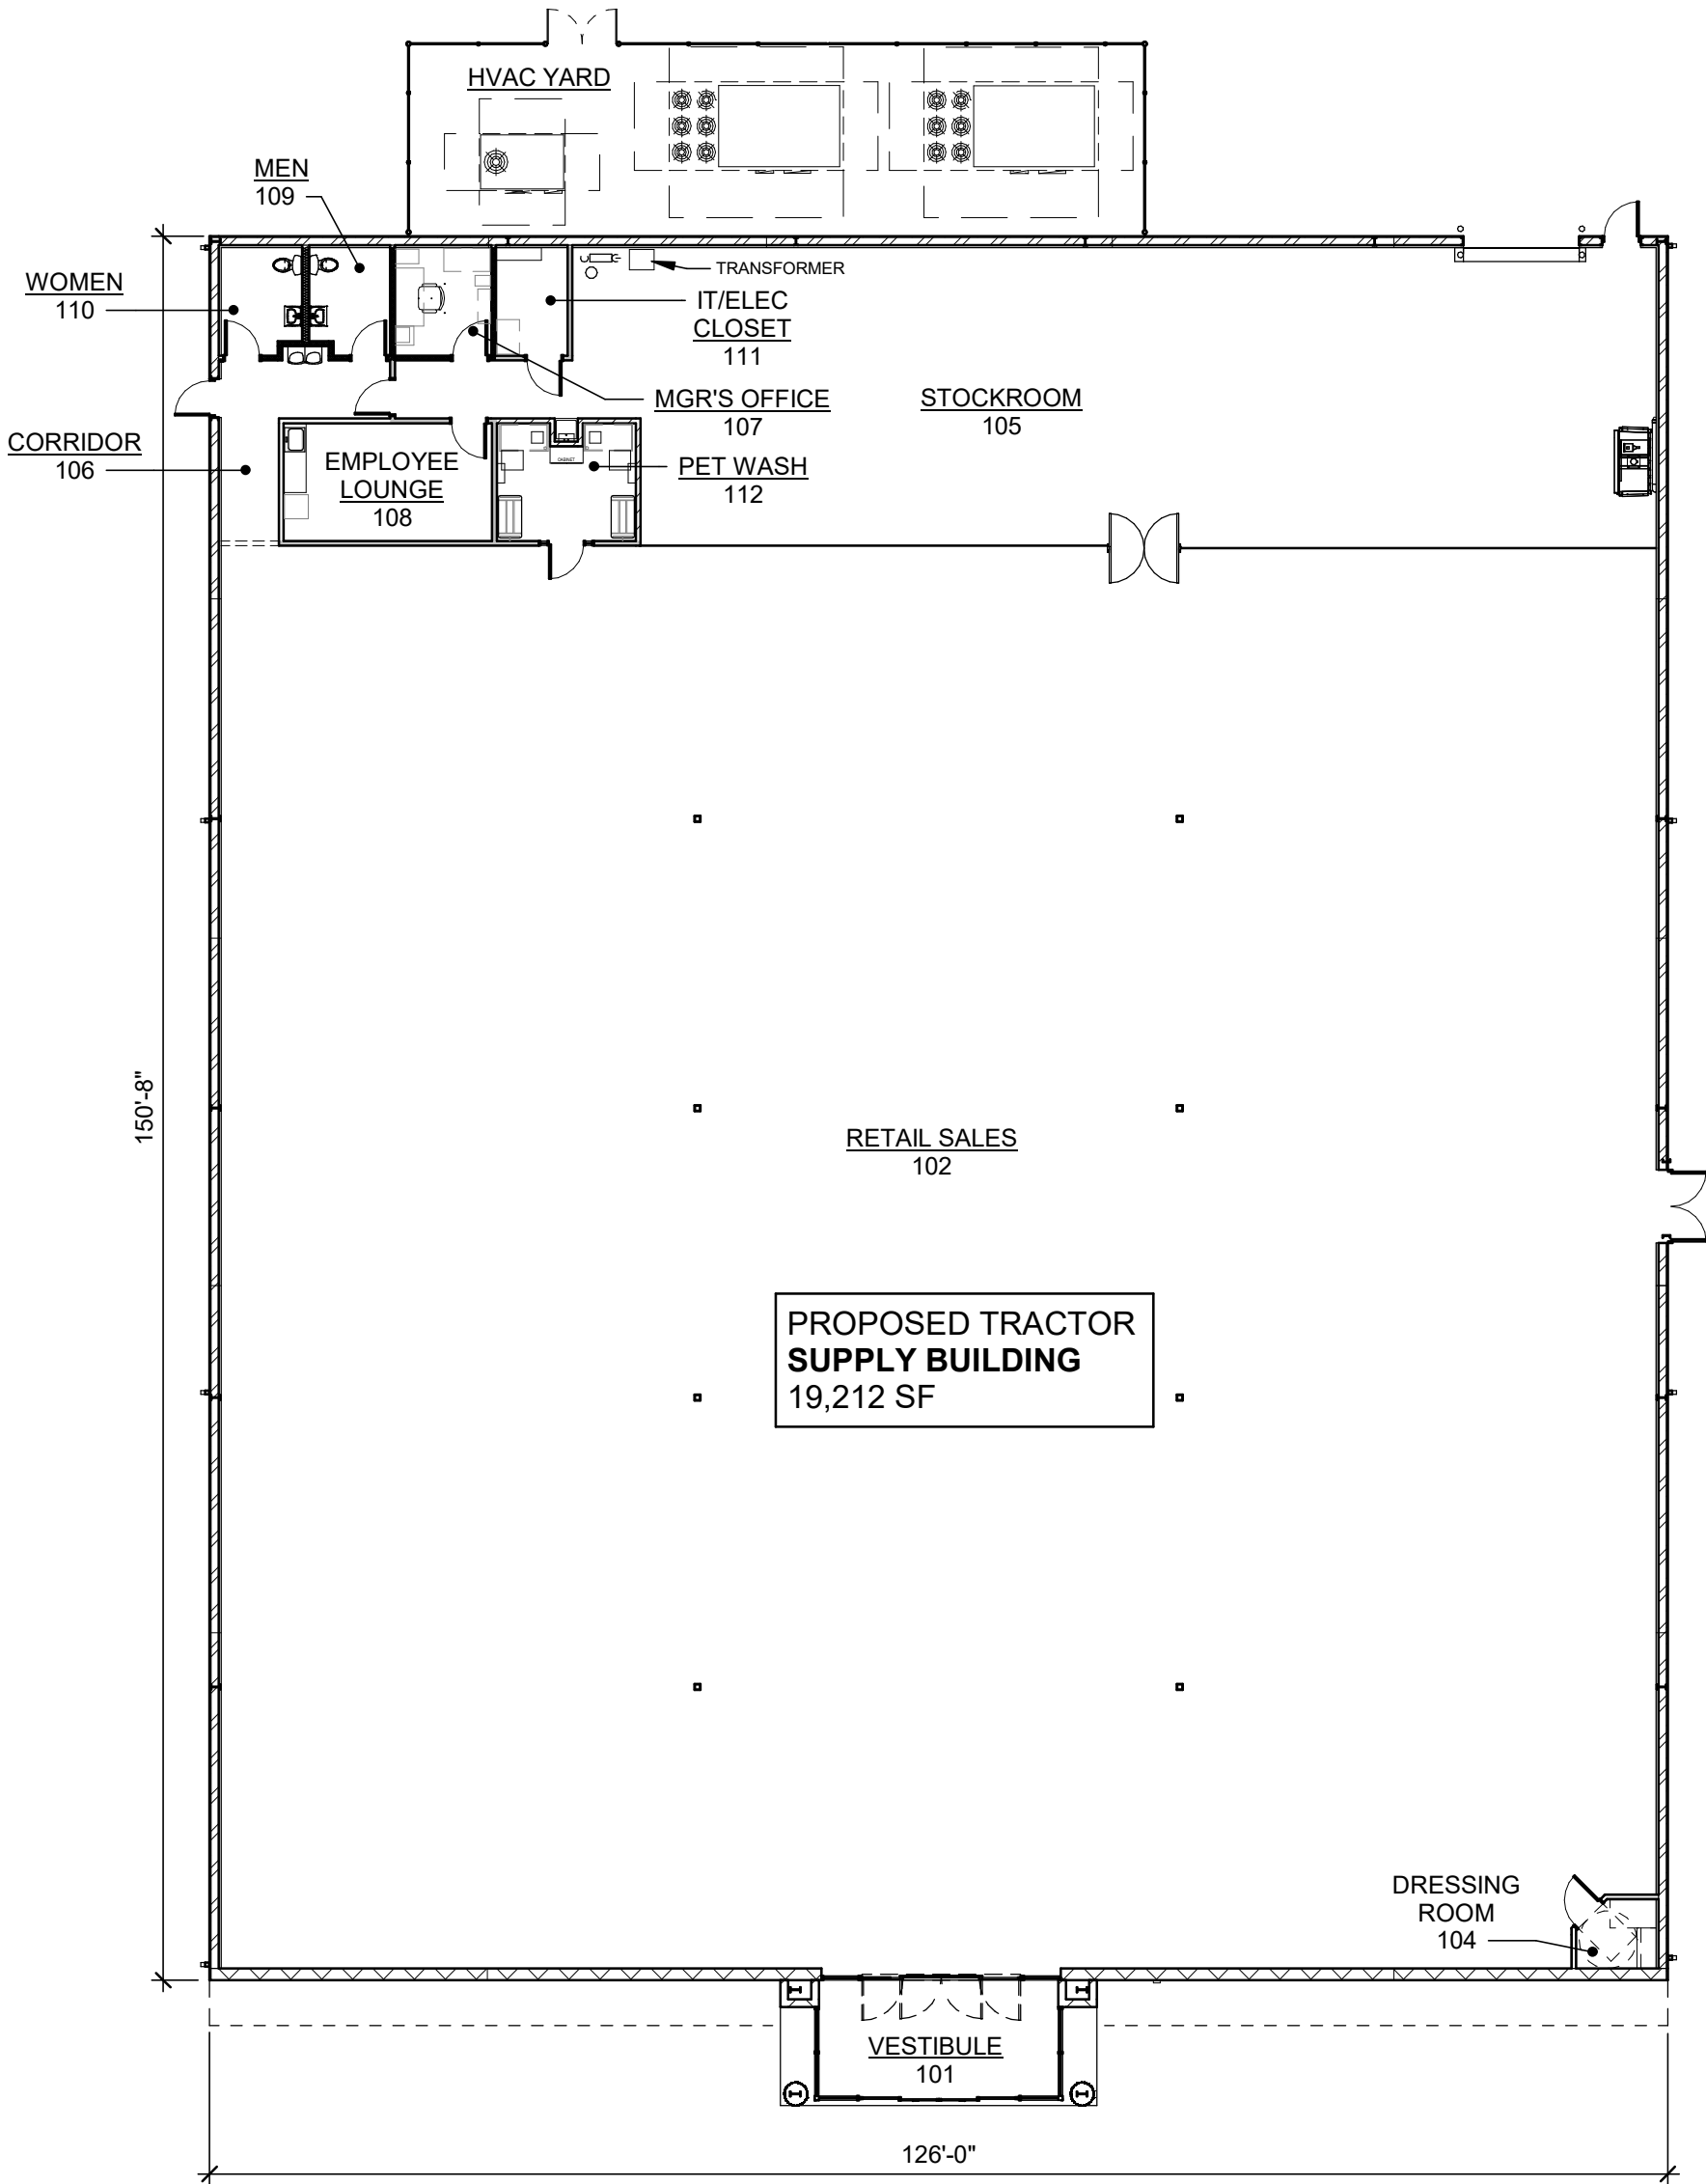 HVAC YARD
MEN
109
WOMEN
110
TRANSFORMER
IT/ELEC
CLOSET
111
MGR'S OFFICE
107
STOCKROOM
105
CORRIDOR
106
EMPLOYEE
LOUNGE
108
CABINET
PET WASH
112
150'-8"
RETAIL SALES
102
PROPOSED TRACTOR
SUPPLY BUILDING
19,212 SF
DRESSING
ROOM
104
VESTIBULE
101
126'-0"